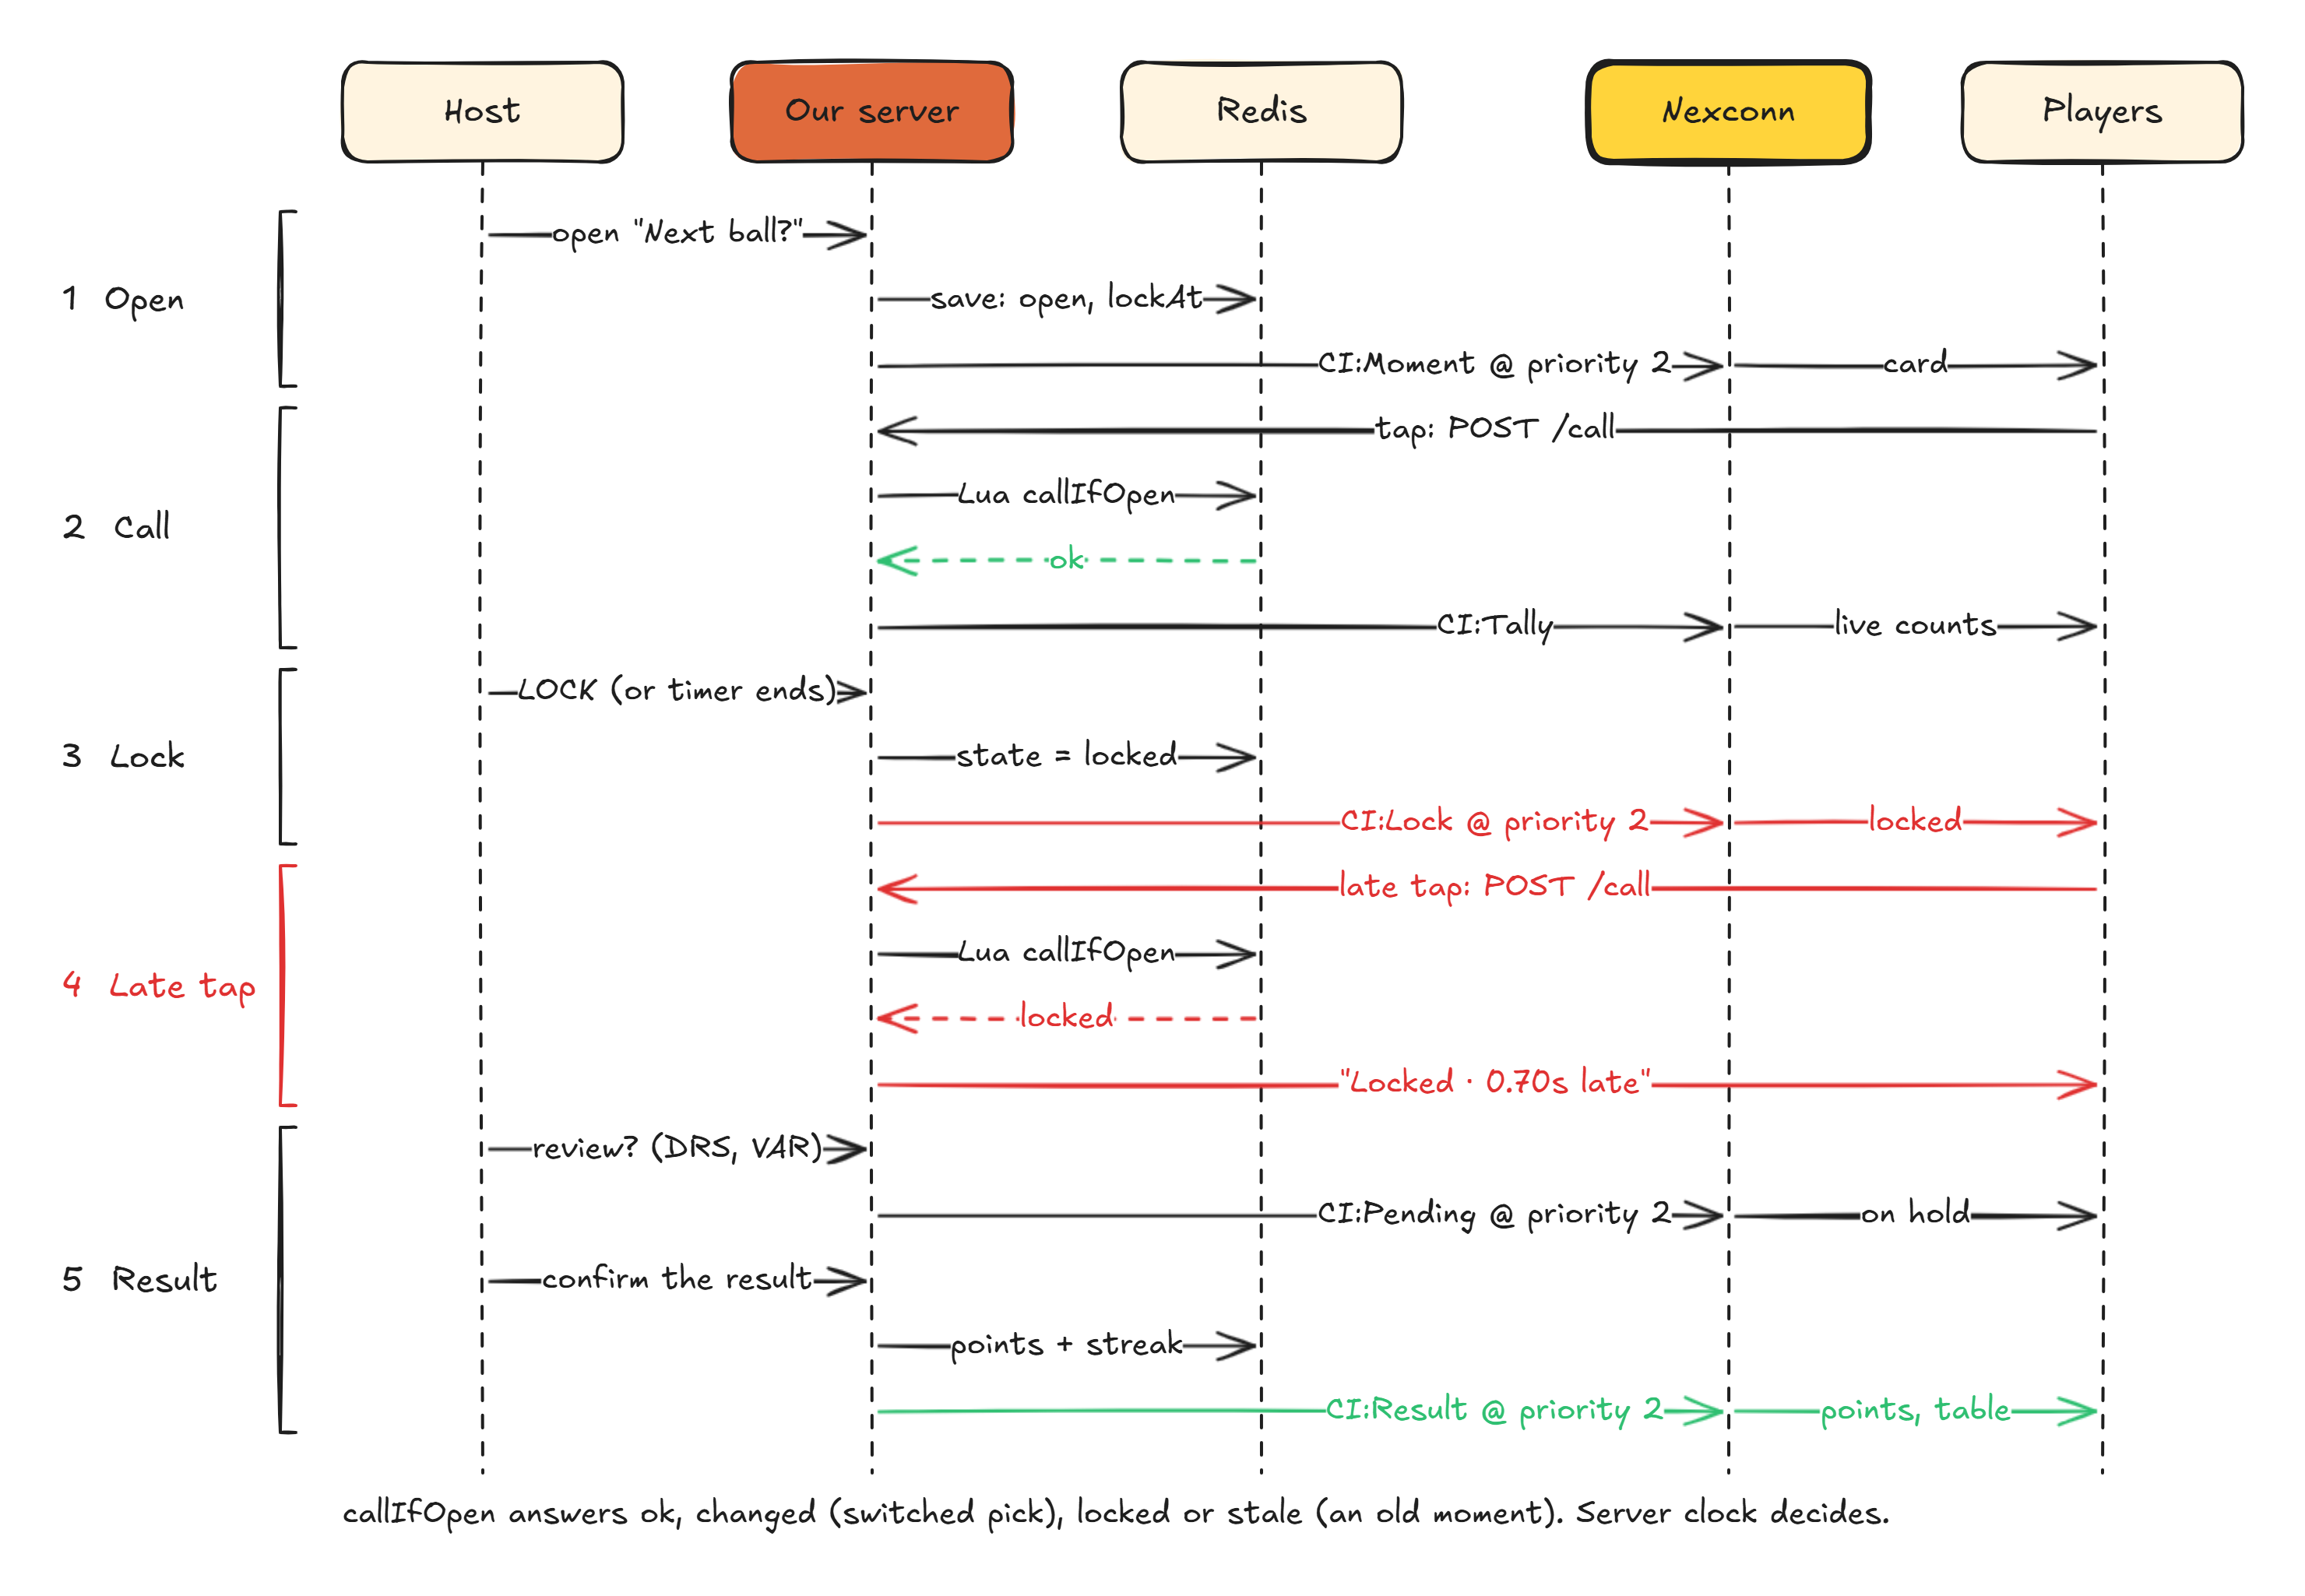 Host
Our server
Redis
Nexconn
Players
1 Open
open "Next ball?"
save: open, lockAt
CI:Moment @ priority 2
card
2 Call
tap: POST /call
Lua callIfOpen
ok
CI:Tally
live counts
3 Lock
LOCK (or timer ends)
state = locked
CI:Lock @ priority 2
locked
4 Late tap
late tap: POST /call
Lua callIfOpen
locked
"Locked · 0.70s late"
5 Result
review? (DRS, VAR)
CI:Pending @ priority 2
on hold
confirm the result
points + streak
CI:Result @ priority 2
points, table
callIfOpen answers ok, changed (switched pick), locked or stale (an old moment). Server clock decides.